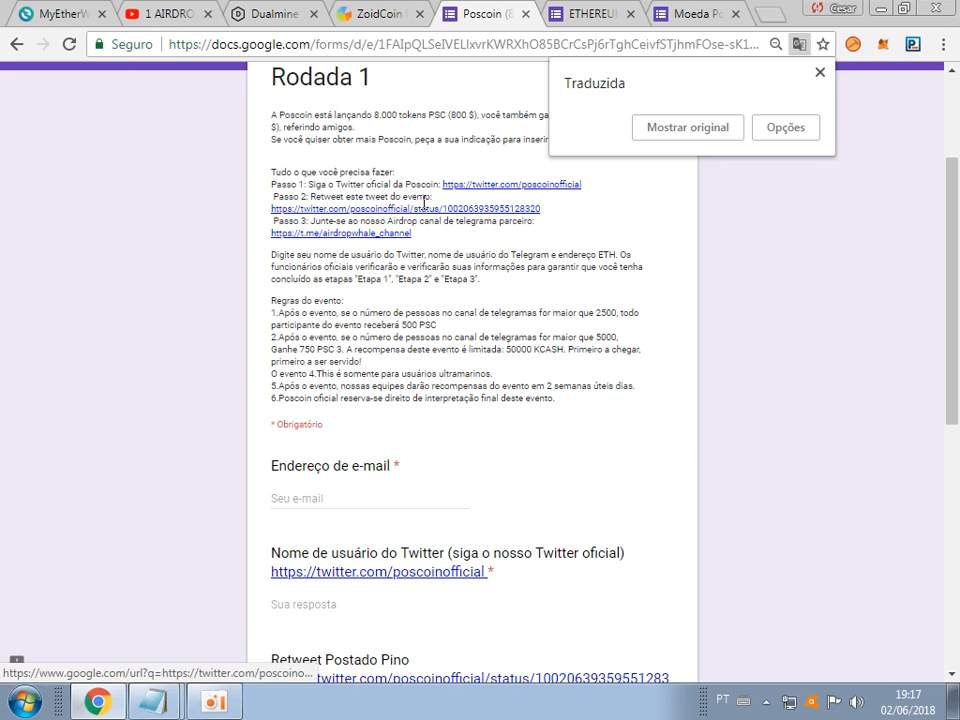 MyEtherW
1 AIRDRO
Dualmine
ZoidCoin
Poscoin (8
ETHEREU
Moeda Po
Cesar
Seguro
https://docs.google.com/forms/d/e/1FAIpQLSeIVELlxvrKWRXhO85BCrCsPj6rTghCeivfSTjhmFOse-sK1...
Traduzida
Mostrar original
Opções
Rodada 1
A Poscoin está lançando 8.000 tokens PSC (800 $), você também ga
$), referindo amigos.
Se você quiser obter mais Poscoin, peça a sua indicação para inserir
Tudo o que você precisa fazer:
Passo 1: Siga o Twitter oficial da Poscoin: https://twitter.com/poscoinofficial
Passo 2: Retweet este tweet do evento:
https://twitter.com/poscoinofficial/status/1002063935955128320
Passo 3: Junte-se ao nosso Airdrop canal de telegrama parceiro:
https://t.me/airdropwhale_channel
Digite seu nome de usuário do Twitter, nome de usuário do Telegram e endereço ETH. Os
funcionários oficiais verificarão e verificarão suas informações para garantir que você tenha
concluído as etapas "Etapa 1", "Etapa 2" e "Etapa 3".
Regras do evento:
1.Após o evento, se o número de pessoas no canal de telegramas for maior que 2500, todo
participante do evento receberá 500 PSC
2.Após o evento, se o número de pessoas no canal de telegramas for maior que 5000,
Ganhe 750 PSC 3. A recompensa deste evento é limitada: 50000 KCASH. Primeiro a chegar,
primeiro a ser servido!
O evento 4.This é somente para usuários ultramarinos.
5.Após o evento, nossas equipes darão recompensas do evento em 2 semanas úteis dias.
6.Poscoin oficial reserva-se direito de interpretação final deste evento.
* Obrigatório
Endereço de e-mail *
Seu e-mail
Nome de usuário do Twitter (siga o nosso Twitter oficial)
https://twitter.com/poscoinofficial *
Sua resposta
Retweet Postado Pino
twitter.com/poscoinofficial/status/10020639359551283
https://www.google.com/url?q=https://twitter.com/poscoino...
PT
19:17
02/06/2018